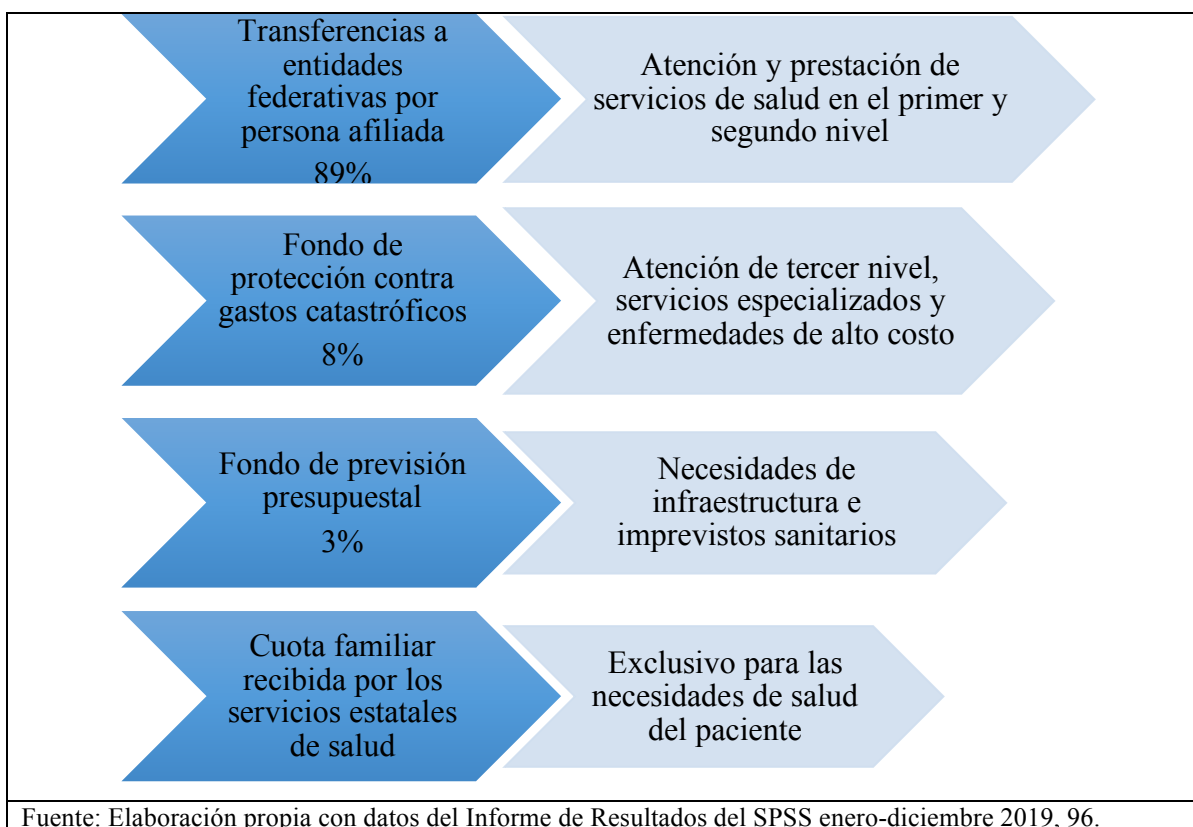 Transferencias a
entidades
federativas por
persona afiliada
89%
Atención y prestación de
servicios de salud en el primer y
segundo nivel
Fondo de
protección contra
gastos catastróficos
8%
Atención de tercer nivel,
servicios especializados y
enfermedades de alto costo
Fondo de previsión
presupuestal
3%
Necesidades de
infraestructura e
imprevistos sanitarios
Cuota familiar
recibida por los
servicios estatales
de salud
Exclusivo para las
necesidades de salud
del paciente
Fuente: Elaboración propia con datos del Informe de Resultados del SPSS enero-diciembre 2019, 96.